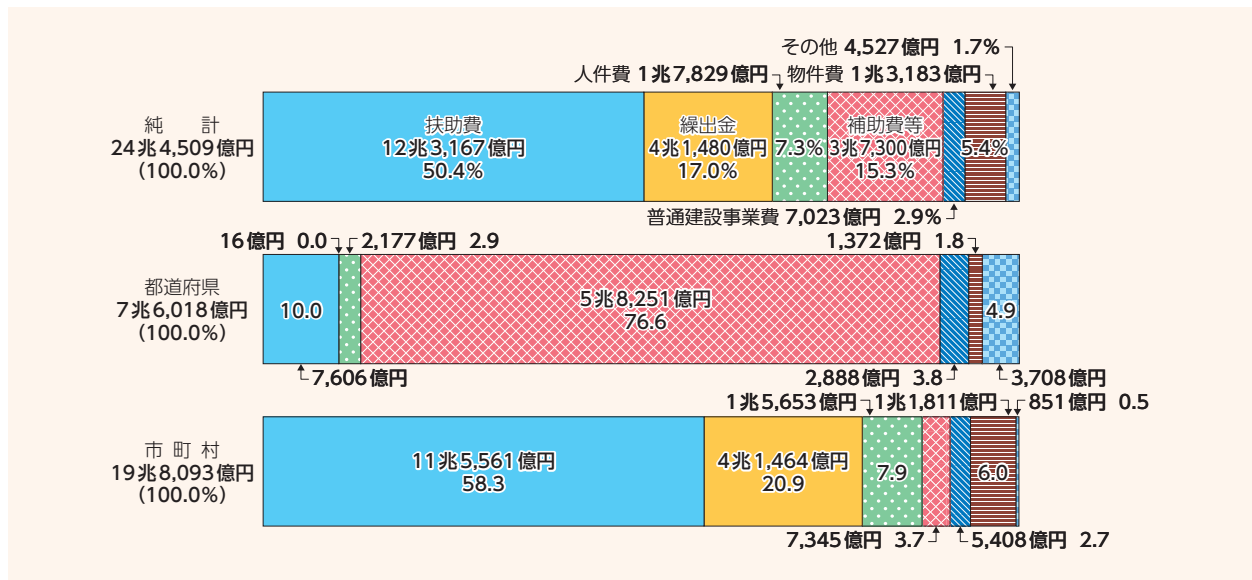 その他 4,527億円 1.7%
人件費 1兆7,829億円 物件費 1兆3,183億円
純 計
24兆4,509億円
(100.0%)
扶助費
12兆3,167億円
50.4%
繰出金
4兆1,480億円
17.0%
7.3%
補助費等
3兆7,300億円
15.3%
5.4%
普通建設事業費 7,023億円 2.9%
16億円 0.0
2,177億円 2.9
1,372億円 1.8
都道府県
7兆6,018億円
(100.0%)
10.0
5兆8,251億円
76.6
4.9
7,606億円
2,888億円 3.8
3,708億円
1兆5,653億円
1兆1,811億円
851億円 0.5
市町村
19兆8,093億円
(100.0%)
11兆5,561億円
58.3
4兆1,464億円
20.9
7.9
6.0
7,345億円 3.7
5,408億円 2.7